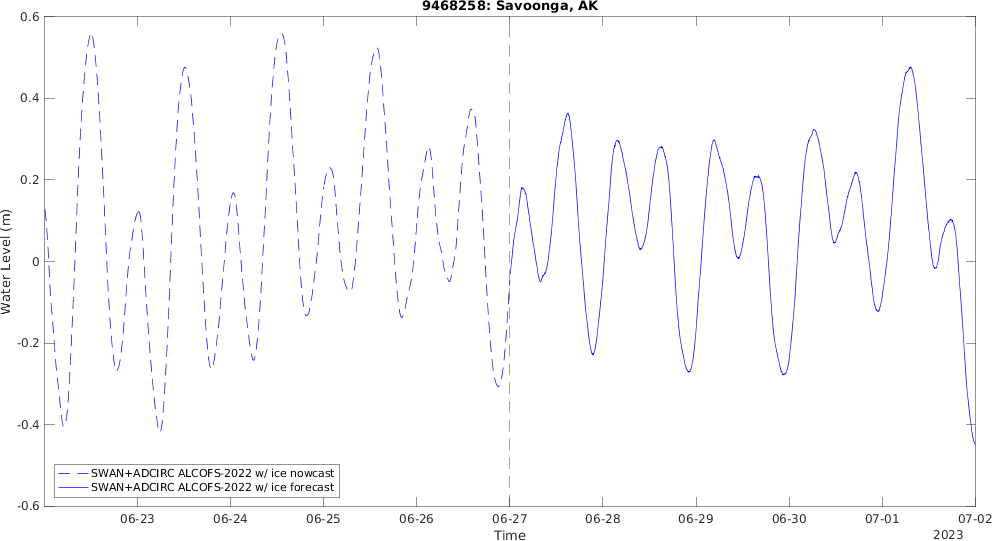 9468258: Savoonga, AK
0.6
0.4
0.2
0
-0.2
-0.4
-0.6
Water Level (m)
SWAN+ADCIRC ALCOFS-2022 w/ ice nowcast
SWAN+ADCIRC ALCOFS-2022 w/ ice forecast
06-23 06-24 06-25 06-26 06-27 06-28 06-29 06-30 07-01 07-02
Time
2023